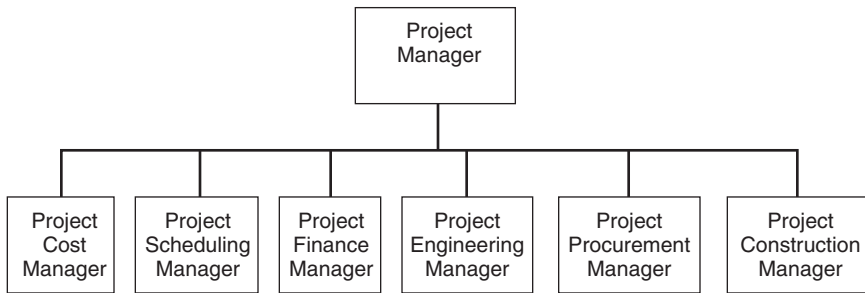 Project
Manager
Project
Cost
Manager
Project
Scheduling
Manager
Project
Finance
Manager
Project
Engineering
Manager
Project
Procurement
Manager
Project
Construction
Manager